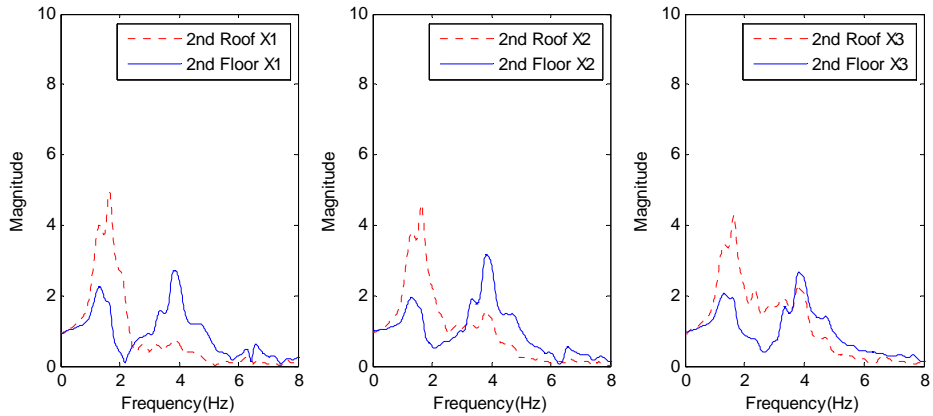 10
8
6
4
2
0
0 2 4 6 8
Magnitude
Frequency(Hz)
2nd Roof X1
2nd Floor X1
10
8
6
4
2
0
0 2 4 6 8
Magnitude
Frequency(Hz)
2nd Roof X2
2nd Floor X2
10
8
6
4
2
0
0 2 4 6 8
Magnitude
Frequency(Hz)
2nd Roof X3
2nd Floor X3